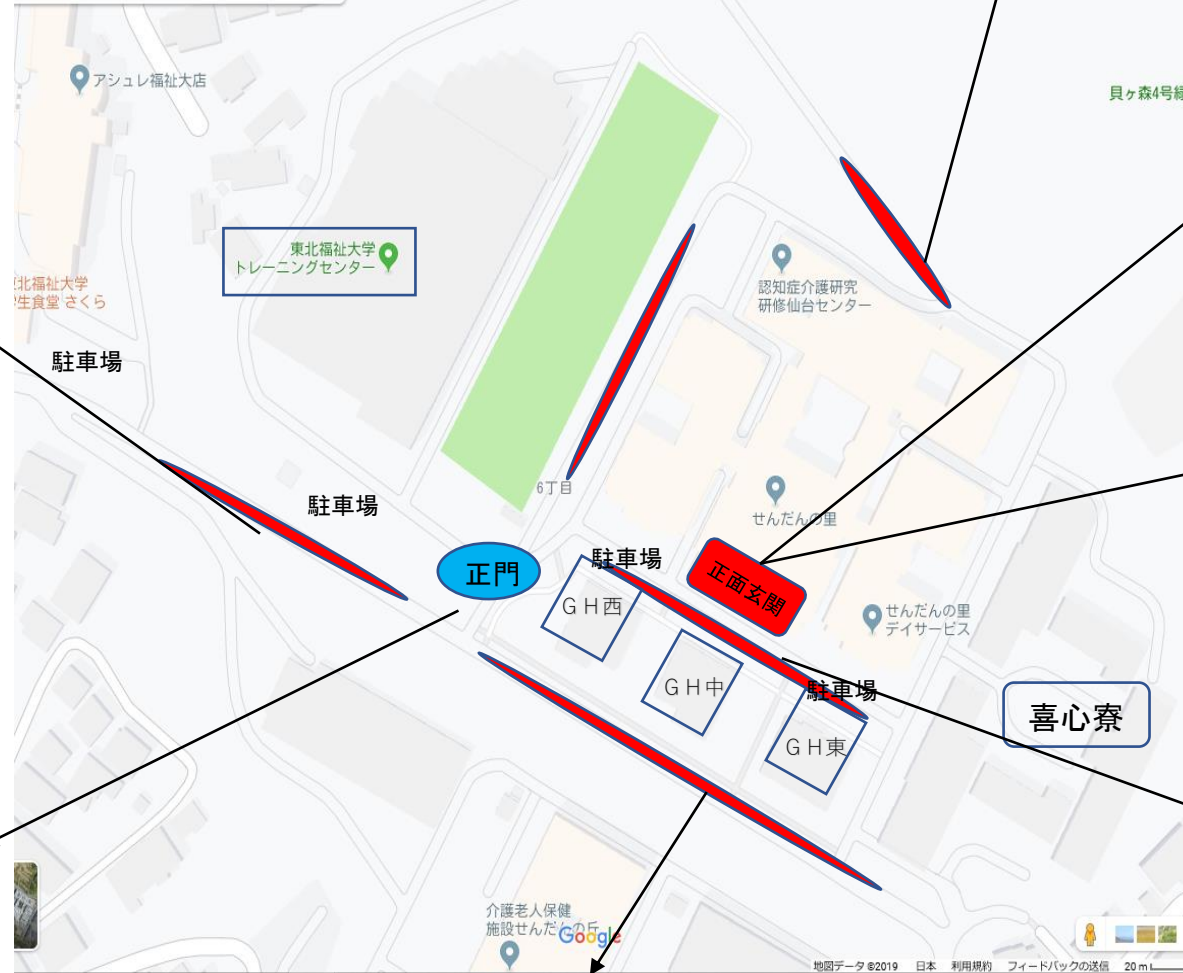 アシュレ福祉大店
貝ヶ森4号緑
東北福祉大学
トレーニングセンター
北福祉大学
生食堂 さくら
認知症介護研究
研修仙台センター
駐車場
駐車場
6丁目
せんだんの里
正門
駐車場
正面玄関
GH西
せんだんの里
デイサービス
GH中
駐車場
喜心寮
GH東
介護老人保健
施設せんだんの丘
Google
地図データ ©2019 日本 利用規約 フィードバックの送信 20 m